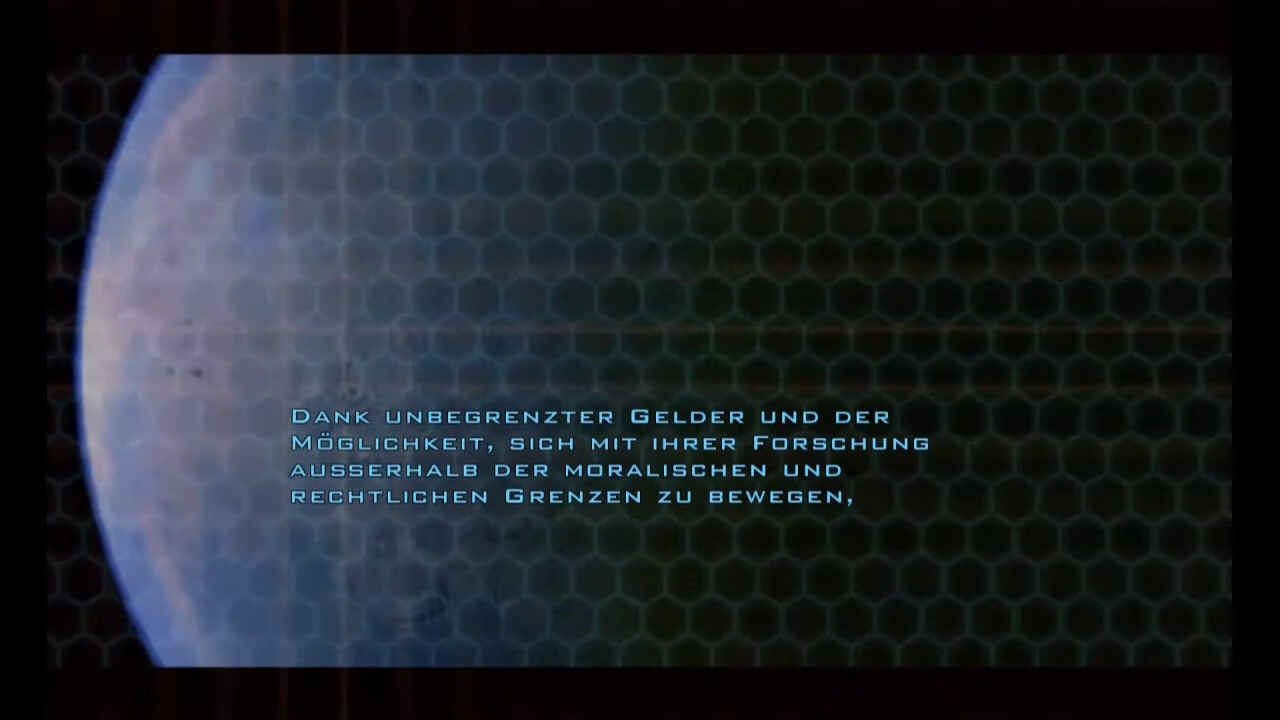 Dank unbegrenzter Gelder und der
Möglichkeit, sich mit ihrer Forschung
ausserhalb der moralischen und
rechtlichen Grenzen zu bewegen,